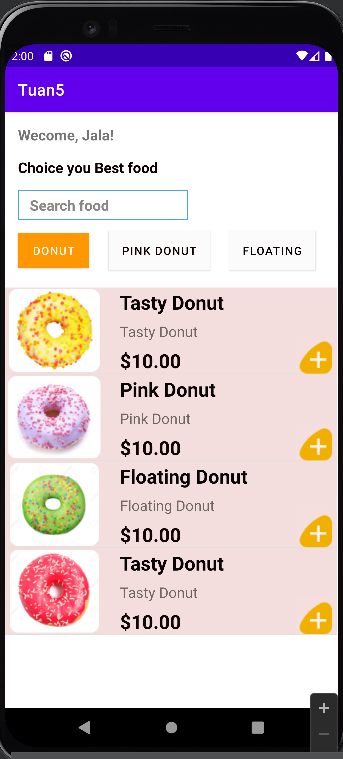 2:00
Tuan5
Wecome, Jala!
Choice you Best food
Search food
DONUT PINK DONUT FLOATING
Tasty Donut
Tasty Donut
$10.00
Pink Donut
Pink Donut
$10.00
Floating Donut
Floating Donut
$10.00
Tasty Donut
Tasty Donut
$10.00